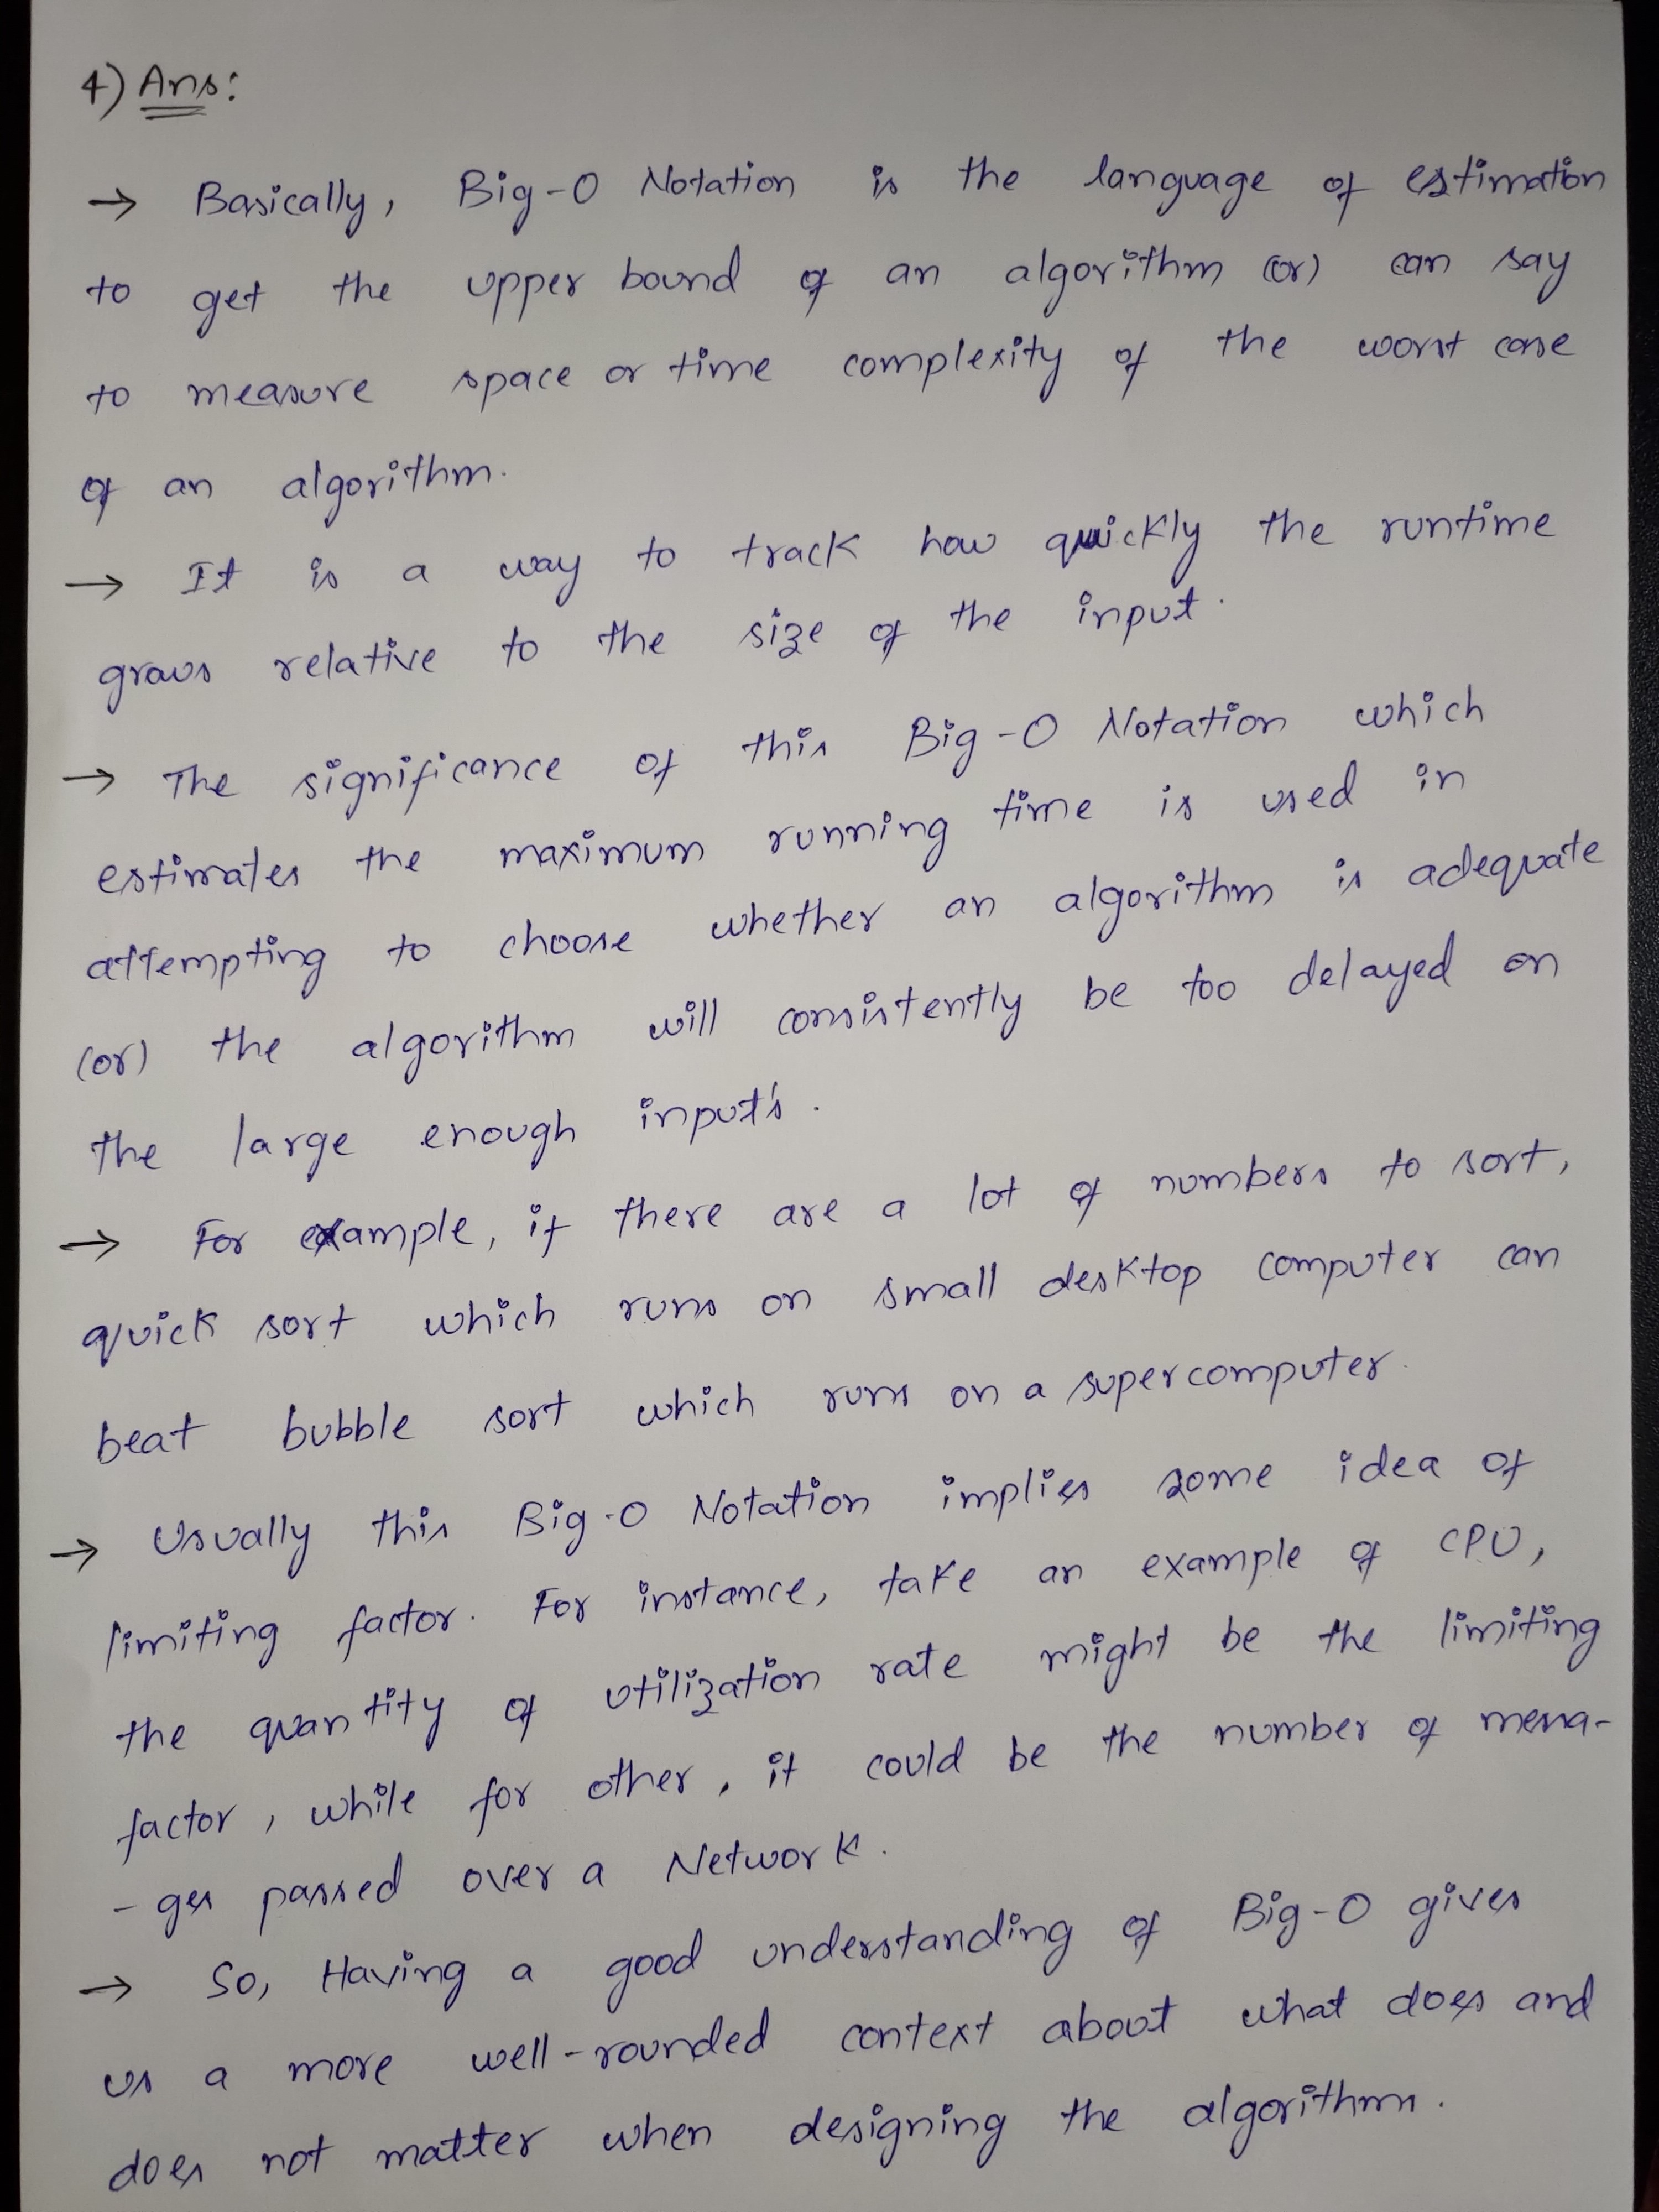 4) Ans:
→ Basically, Big-O Notation is the language of estimation
to get the upper bound of an algorithm (or) can say
to measure space or time complexity of the worst case
of an algorithm.
→ It is a way to track how quickly the runtime
grows relative to the size of the input.
→ The significance of this Big-O Notation which
estimates the maximum running time is used in
attempting to choose whether an algorithm is adequate
(or) the algorithm will consistently be too delayed on
the large enough input's.
→ For example, if there are a lot of numbers to sort,
quick sort which runs on small desktop computer can
beat bubble sort which runs on a supercomputer.
→ Usually this Big-O Notation implies some idea of
limiting factor. For instance, take an example of CPU,
the quantity of utilization rate might be the limiting
factor, while for other, it could be the number of messa-
-ges passed over a Network.
→ So, Having a good understanding of Big-O gives
us a more well-rounded context about what does and
does not matter when designing the algorithms.